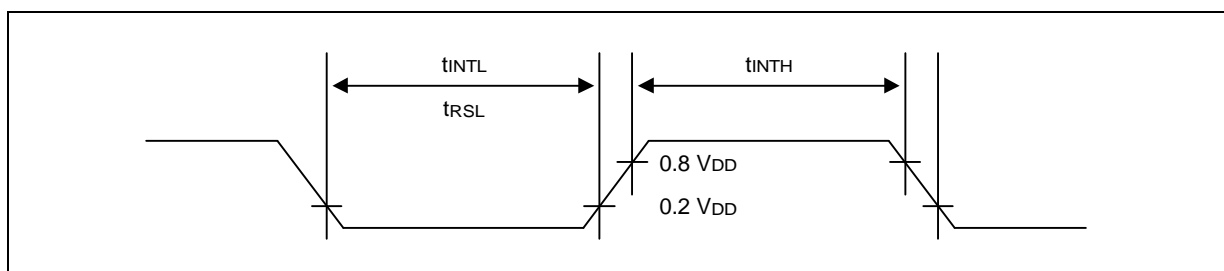 tINTL
tINTH
tRSL
0.8 VDD
0.2 VDD